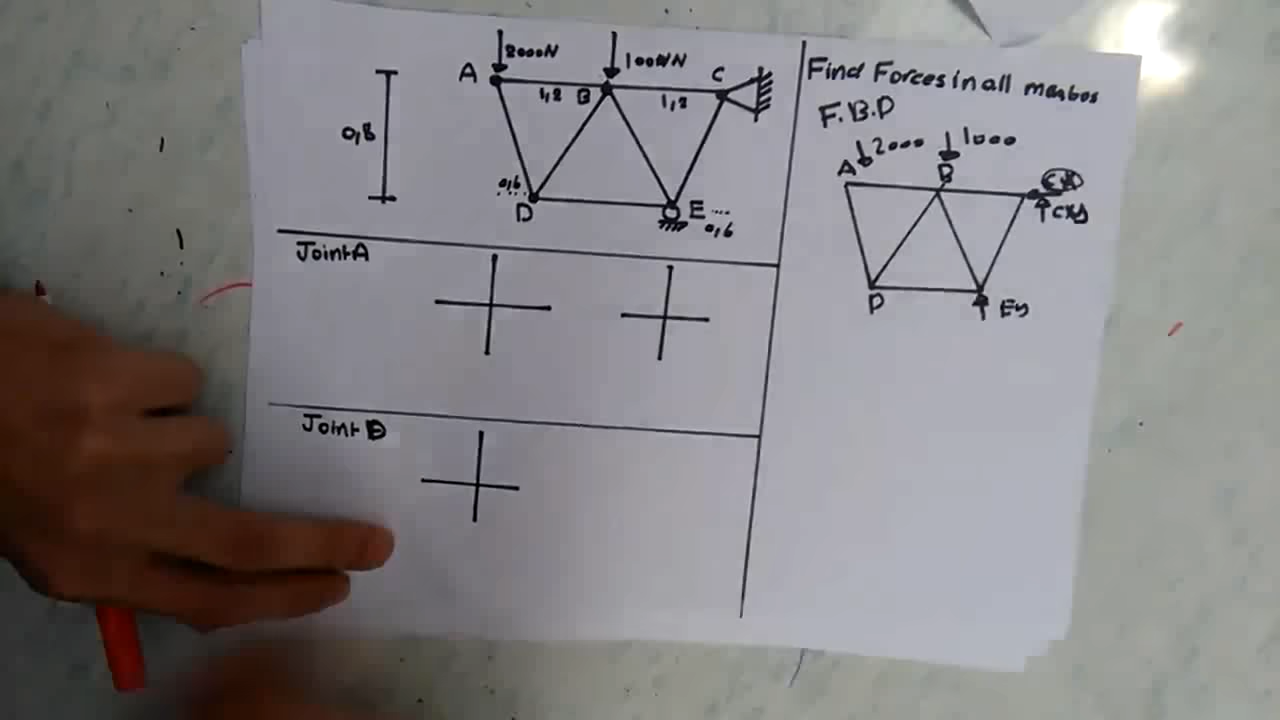 2000N
1000N
A
1,2
B
1,2
C
0,8
0,6
D
E
0,6
Joint A
Joint D
Find Forces in all members
F.B.D
2000
1000
A
B
D
Ey